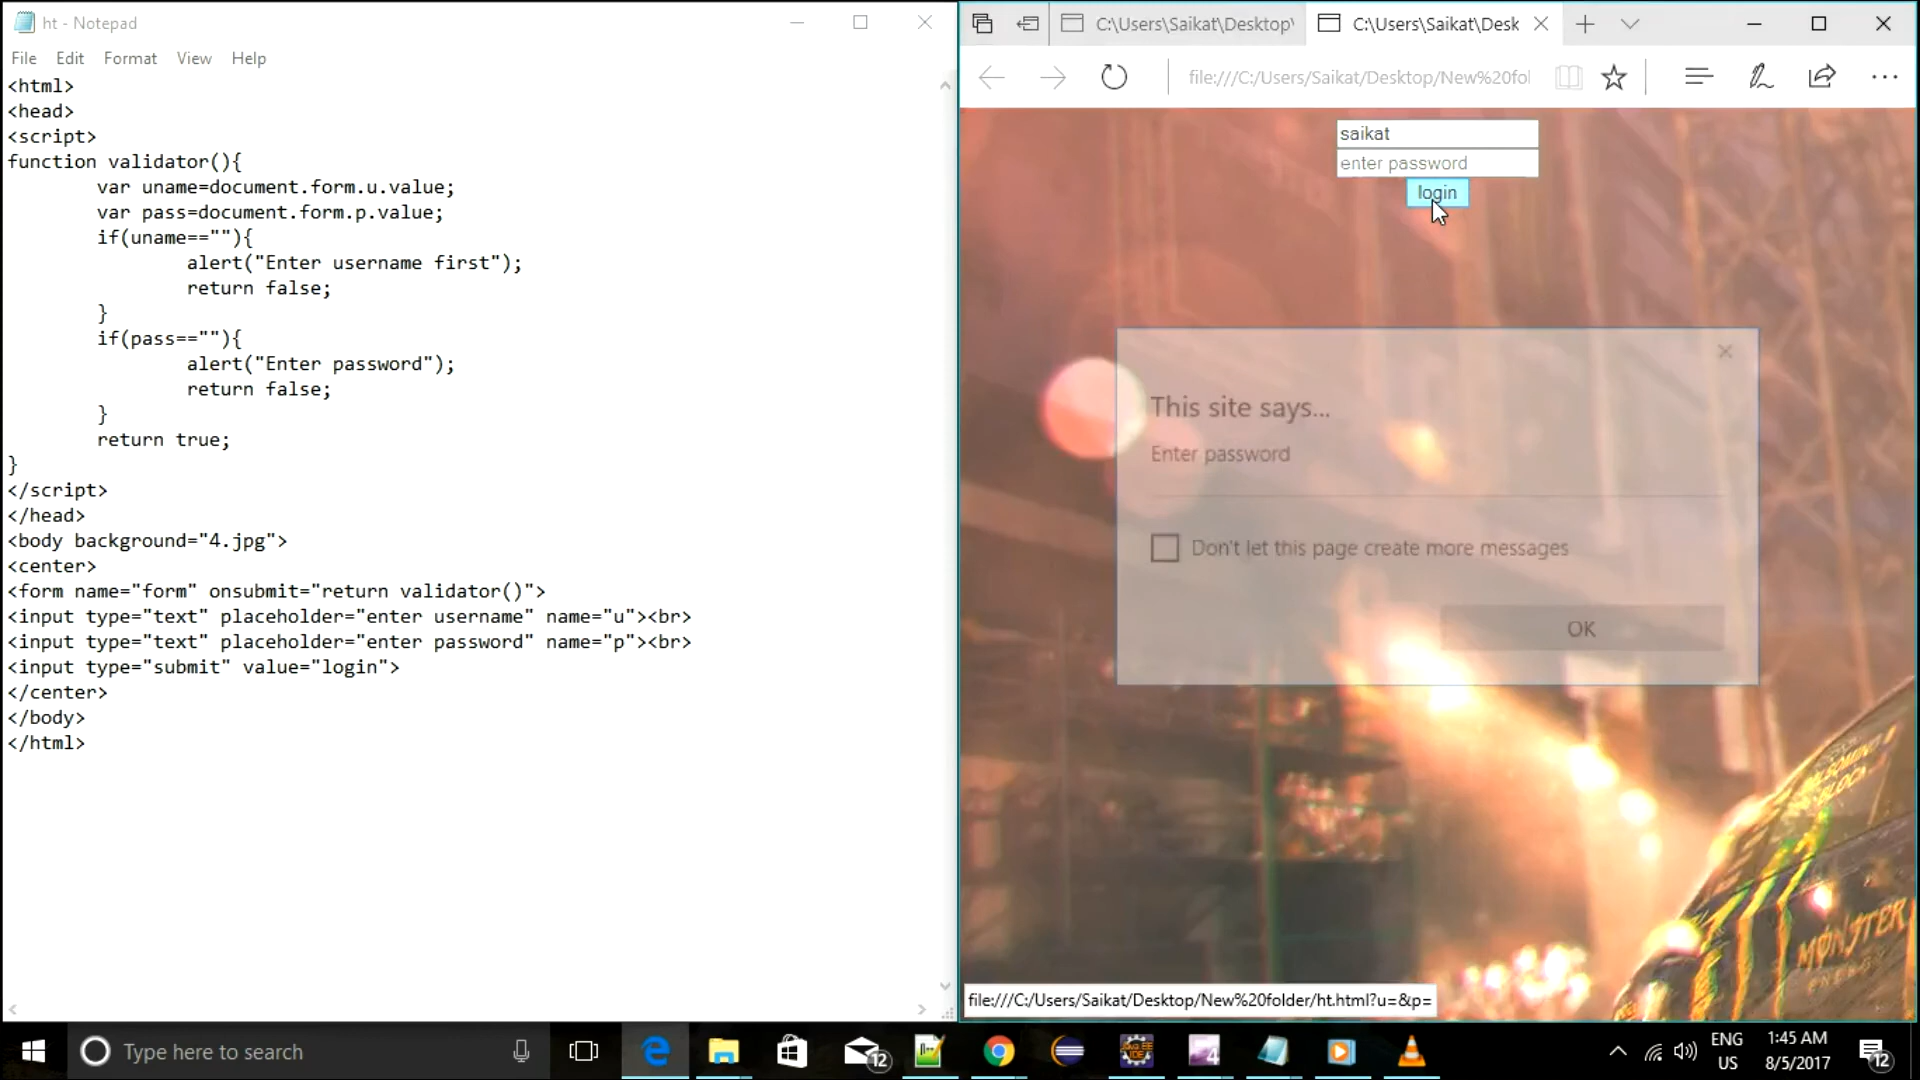 ht - Notepad
File Edit Format View Help
<html>
<head>
<script>
function validator(){
var uname=document.form.u.value;
var pass=document.form.p.value;
if(uname==""){
alert("Enter username first");
return false;
}
if(pass==""){
alert("Enter password");
return false;
}
return true;
}
</script>
</head>
<body background="4.jpg">
<center>
<form name="form" onsubmit="return validator()">
<input type="text" placeholder="enter username" name="u"><br>
<input type="text" placeholder="enter password" name="p"><br>
<input type="submit" value="login">
</center>
</body>
</html>
C:\Users\Saikat\Desktop\ C:\Users\Saikat\Desk
file:///C:/Users/Saikat/Desktop/New%20fol
saikat
enter password
login
This site says...
Enter password
Don't let this page create more messages
OK
MONSTER
ENERGY
file:///C:/Users/Saikat/Desktop/New%20folder/ht.html?u=&p=
Type here to search
12
4
ENG
US
1:45 AM
8/5/2017
12